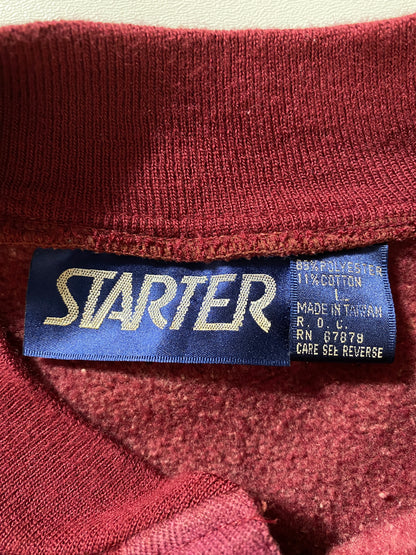 STARTER
89% POLYESTER
11% COTTON
L
MADE IN TAIWAN
R. O. C.
RN 67879
CARE SEE REVERSE